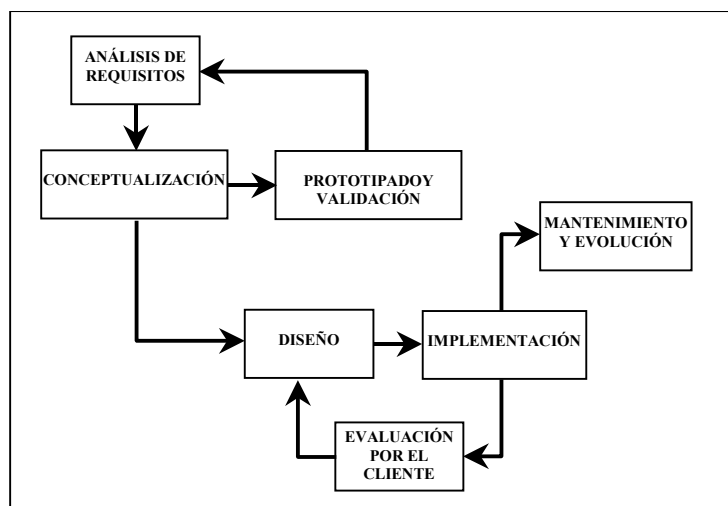 ANÁLISIS DE
REQUISITOS
CONCEPTUALIZACIÓN
PROTOTIPADOY
VALIDACIÓN
MANTENIMIENTO
Y EVOLUCIÓN
DISEÑO
IMPLEMENTACIÓN
EVALUACIÓN
POR EL
CLIENTE